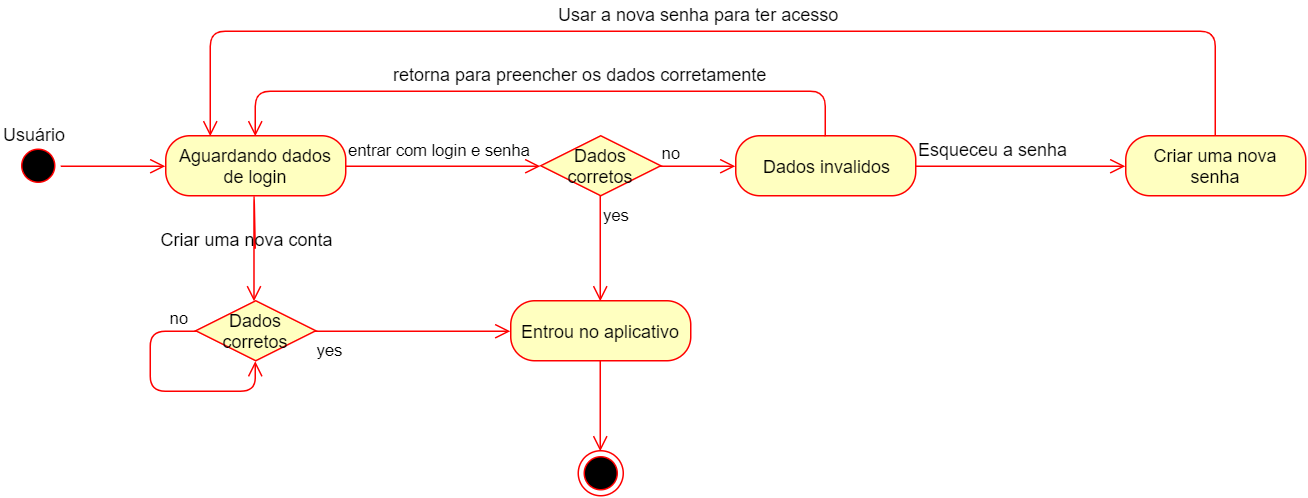 Usar a nova senha para ter acesso
retorna para preencher os dados corretamente
Usuário
Aguardando dados
de login
entrar com login e senha
Dados
corretos
no
Dados invalidos
Esqueceu a senha
Criar uma nova
senha
yes
Criar uma nova conta
no
Dados
corretos
yes
Entrou no aplicativo